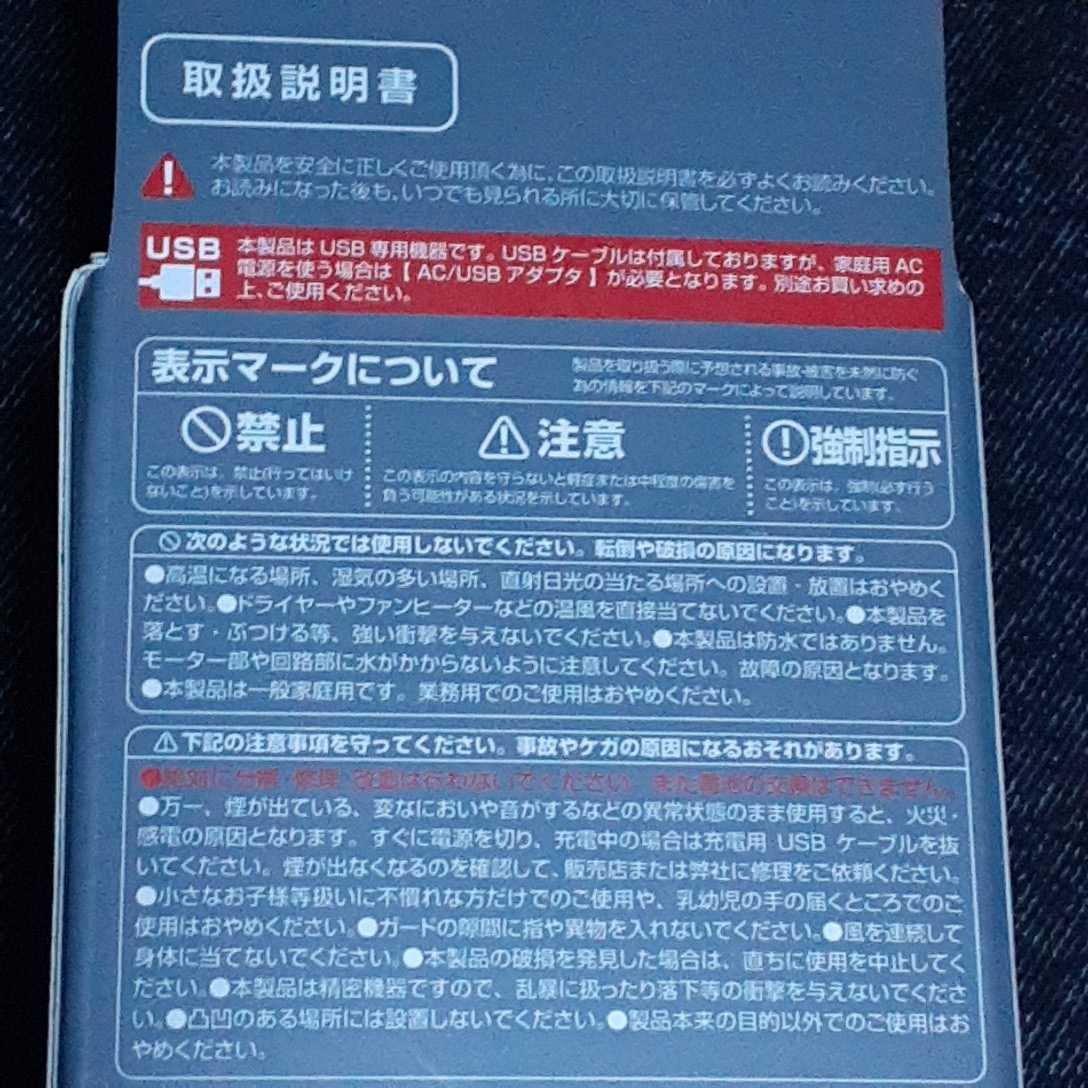 取扱説明書
本製品を安全に正しくご使用頂く為に、この取扱説明書を必ずよくお読みください。
お読みになった後も、いつでも見られる所に大切に保管してください。
USB
本製品は USB 専用機器です。USB ケーブルは付属しておりますが、家庭用 AC
電源を使う場合は【 AC/USB アダプタ 】が必要となります。別途お買い求めの
上、ご使用ください。
表示マークについて
製品を取り扱う際に予想される事故・被害を未然に防ぐ
為の情報を下記のマークによって説明しています。
禁止
この表示は、禁止(行ってはいけ
ないこと)を示しています。
注意
この表示の内容を守らないと軽症または中程度の傷害を
負う可能性がある状況を示しています。
強制指示
この表示は、強制(必ず行う
こと)を示しています。
次のような状況では使用しないでください。転倒や破損の原因になります。
●高温になる場所、湿気の多い場所、直射日光の当たる場所への設置・放置はおやめく
ださい。●ドライヤーやファンヒーターなどの温風を直接当てないでください。●本製品を
落とす・ぶつける等、強い衝撃を与えないでください。●本製品は防水ではありません。
モーター部や回路部に水がかからないように注意してください。故障の原因となります。
●本製品は一般家庭用です。業務用でのご使用はおやめください。
下記の注意事項を守ってください。事故やケガの原因になるおそれがあります。
●絶対に分解・修理・改造は行わないでください。また電池の交換はできません。
●万一、煙が出ている、変なにおいや音がするなどの異常状態のまま使用すると、火災・
感電の原因となります。すぐに電源を切り、充電中の場合は充電用 USB ケーブルを抜
いてください。煙が出なくなるのを確認して、販売店または弊社に修理をご依頼ください。
●小さなお子様等扱いに不慣れな方だけでのご使用や、乳幼児の手の届くところでのご
使用はおやめください。●ガードの隙間に指や異物を入れないでください。●風を連続して
身体に当てないでください。●本製品の破損を発見した場合は、直ちに使用を中止してく
ださい。●本製品は精密機器ですので、乱暴に扱ったり落下等の衝撃を与えないでくださ
い。●凸凹のある場所には設置しないでください。●製品本来の目的以外でのご使用はお
やめください。